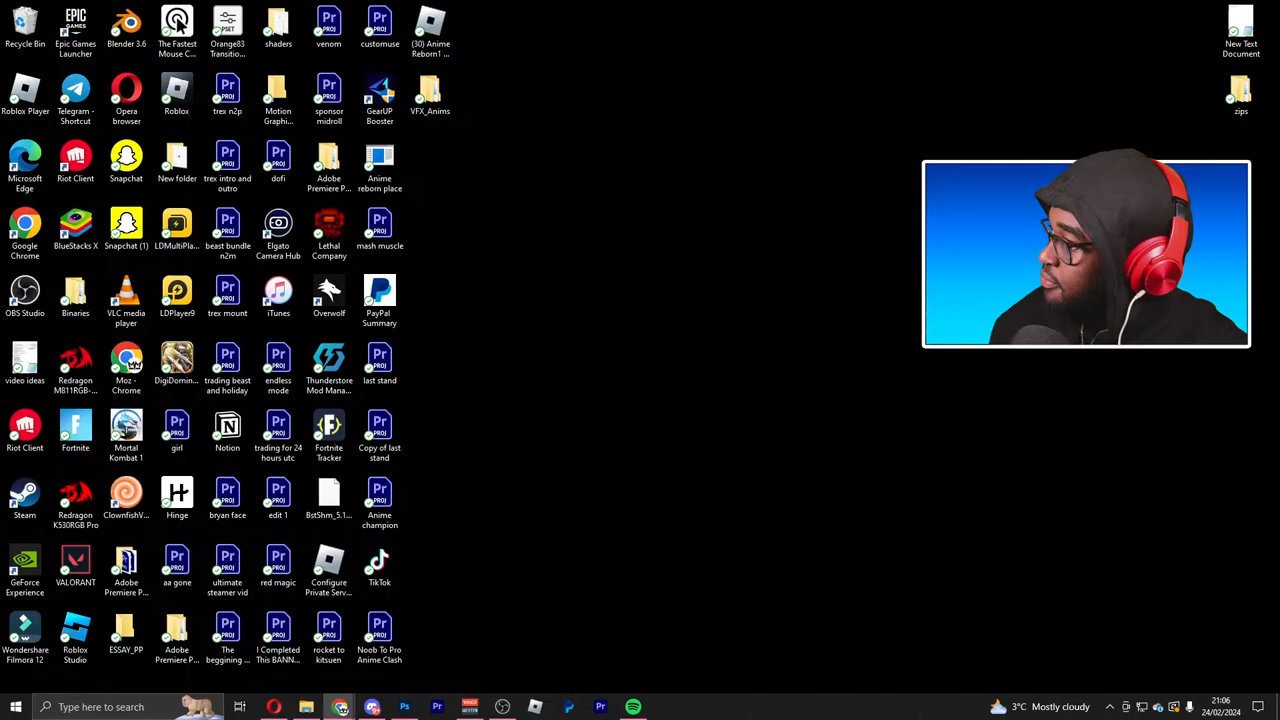 Recycle Bin
Epic Games
Launcher
Blender 3.6
The Fastest
Mouse C...
Orange83
Transitio...
shaders
venom
customuse
(30) Anime
Reborn1 ...
New Text
Document
Roblox Player
Telegram -
Shortcut
Opera
browser
Roblox
trex n2p
Motion
Graphi...
sponsor
midroll
GearUP
Booster
VFX_Anims
zips
Microsoft
Edge
Riot Client
Snapchat
New folder
trex intro and
outro
dofi
Adobe
Premiere P...
Anime
reborn place
Google
Chrome
BlueStacks X
Snapchat (1)
LDMultiPla...
beast bundle
n2m
Elgato
Camera Hub
Lethal
Company
mash muscle
OBS Studio
Binaries
VLC media
player
LDPlayer9
trex mount
iTunes
Overwolf
PayPal
Summary
video ideas
Redragon
M811RGB-...
Moz -
Chrome
DigiDomin...
trading beast
and holiday
endless
mode
Thunderstore
Mod Mana...
last stand
Riot Client
Fortnite
Mortal
Kombat 1
girl
Notion
trading for 24
hours utc
Fortnite
Tracker
Copy of last
stand
Steam
Redragon
K530RGB Pro
ClownfishV...
Hinge
bryan face
edit 1
BstShm_5.1...
Anime
champion
GeForce
Experience
VALORANT
Adobe
Premiere P...
aa gone
ultimate
steamer vid
red magic
Configure
Private Serv...
TikTok
Wondershare
Filmora 12
Roblox
Studio
ESSAY_PP
Adobe
Premiere P...
The
beggining ...
I Completed
This BANN...
rocket to
kitsuen
Noob To Pro
Anime Clash
Type here to search
3°C Mostly cloudy
21:06
24/02/2024